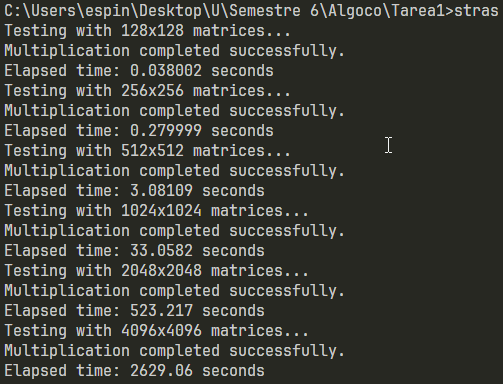 C:\Users\espin\Desktop\U\Semestre 6\Algoco\Tarea1>stras
Testing with 128x128 matrices...
Multiplication completed successfully.
Elapsed time: 0.038002 seconds
Testing with 256x256 matrices...
Multiplication completed successfully.
Elapsed time: 0.279999 seconds
Testing with 512x512 matrices...
Multiplication completed successfully.
Elapsed time: 3.08109 seconds
Testing with 1024x1024 matrices...
Multiplication completed successfully.
Elapsed time: 33.0582 seconds
Testing with 2048x2048 matrices...
Multiplication completed successfully.
Elapsed time: 523.217 seconds
Testing with 4096x4096 matrices...
Multiplication completed successfully.
Elapsed time: 2629.06 seconds